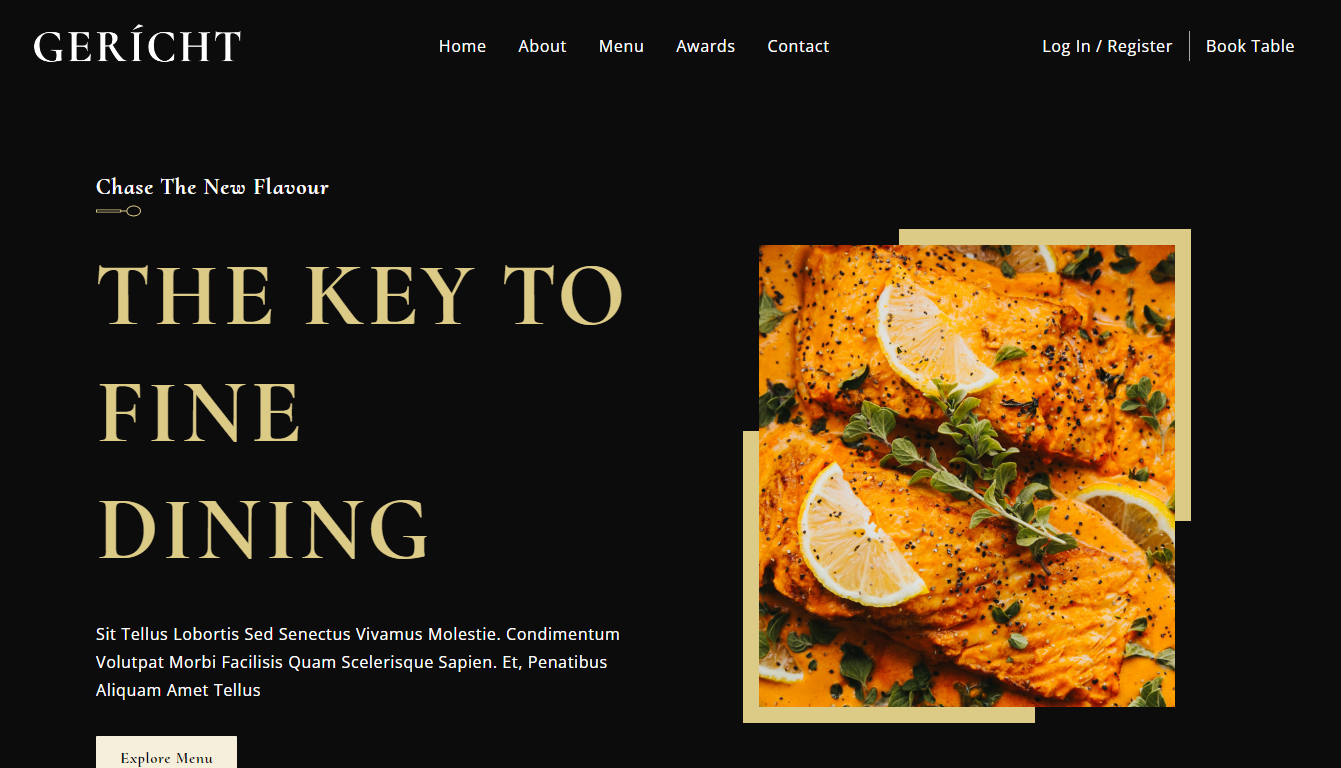 GERÍCHT
Home About Menu Awards Contact
Log In / Register Book Table
Chase The New Flavour
THE KEY TO
FINE
DINING
Sit Tellus Lobortis Sed Senectus Vivamus Molestie. Condimentum
Volutpat Morbi Facilisis Quam Scelerisque Sapien. Et, Penatibus
Aliquam Amet Tellus
Explore Menu